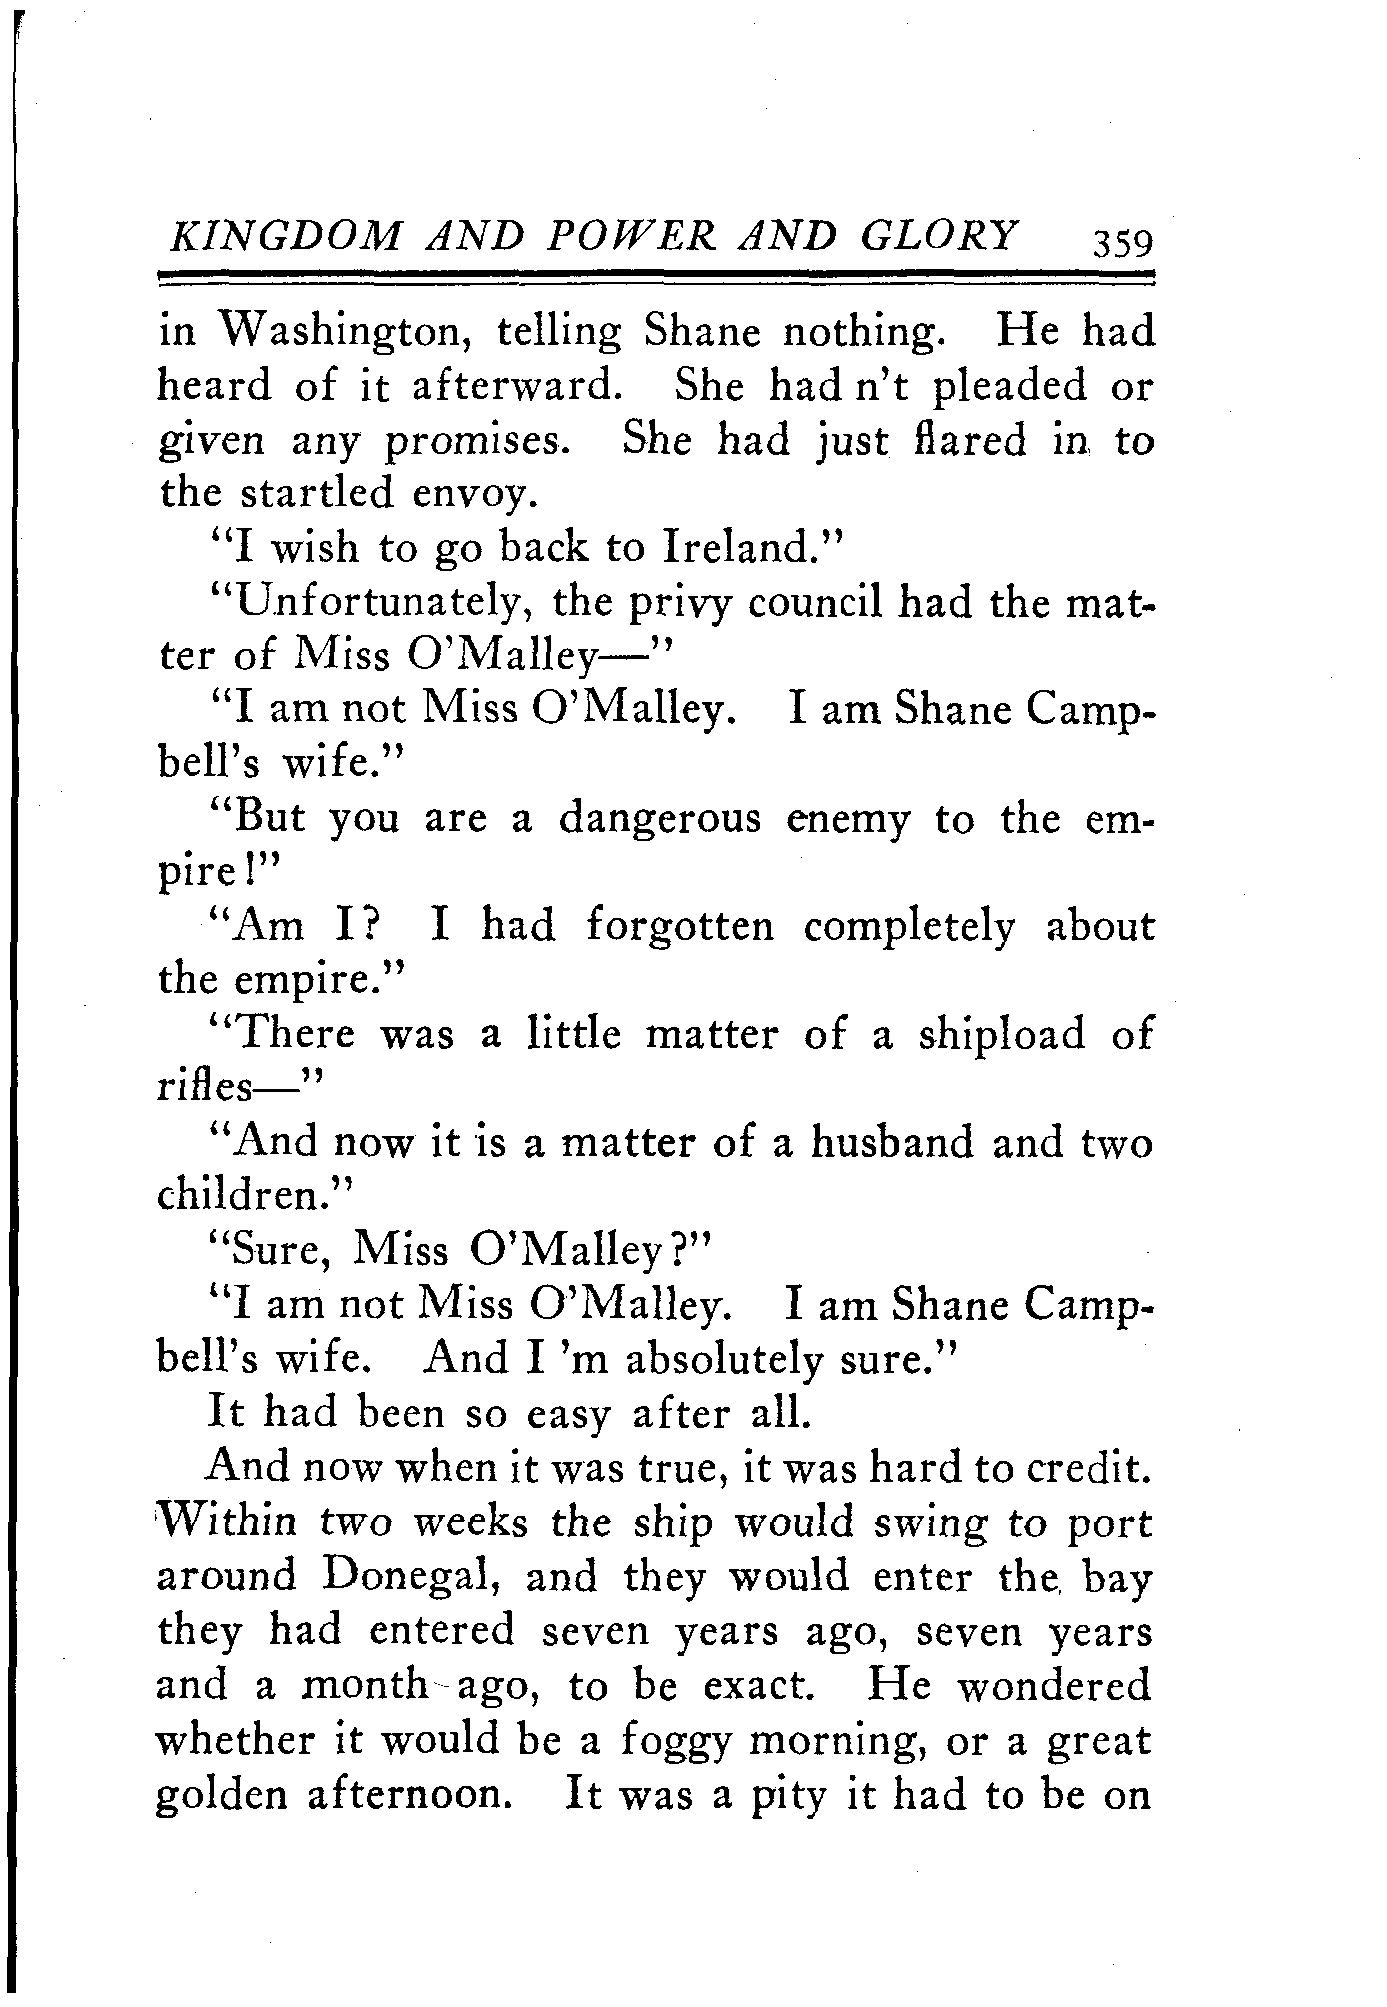 KINGDOM AND POWER AND GLORY 359
in Washington, telling Shane nothing. He had
heard of it afterward. She had n't pleaded or
given any promises. She had just flared in to
the startled envoy.
"I wish to go back to Ireland."
"Unfortunately, the privy council had the mat-
ter of Miss O'Malley—"
"I am not Miss O'Malley. I am Shane Camp-
bell's wife."
"But you are a dangerous enemy to the em-
pire!"
"Am I? I had forgotten completely about
the empire."
"There was a little matter of a shipload of
rifles—"
"And now it is a matter of a husband and two
children."
"Sure, Miss O'Malley?"
"I am not Miss O'Malley. I am Shane Camp-
bell's wife. And I 'm absolutely sure."
It had been so easy after all.
And now when it was true, it was hard to credit.
Within two weeks the ship would swing to port
around Donegal, and they would enter the bay
they had entered seven years ago, seven years
and a month ago, to be exact. He wondered
whether it would be a foggy morning, or a great
golden afternoon. It was a pity it had to be on